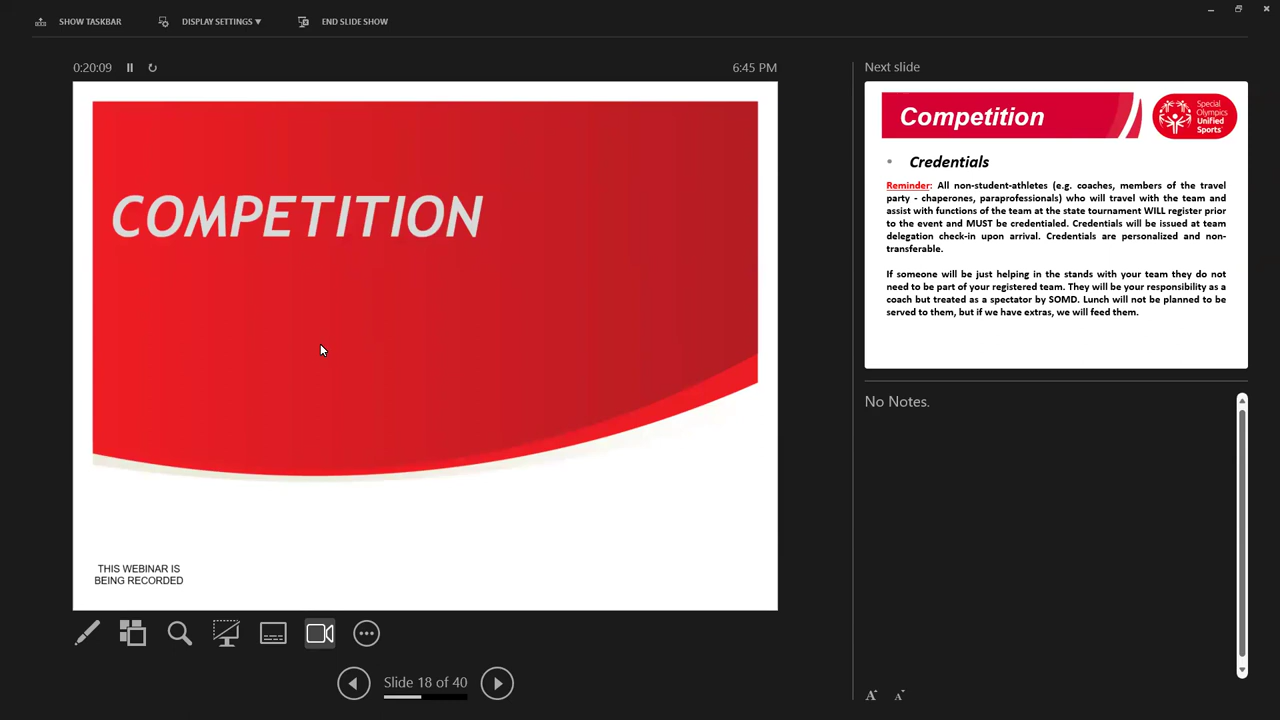 SHOW TASKBAR
DISPLAY SETTINGS ▼
END SLIDE SHOW
0:20:09
6:45 PM
COMPETITION
THIS WEBINAR IS
BEING RECORDED
Slide 18 of 40
Next slide
Competition
Special
Olympics
Unified
Sports
• Credentials
Reminder: All non-student-athletes (e.g. coaches, members of the travel
party - chaperones, paraprofessionals) who will travel with the team and
assist with functions of the team at the state tournament WILL register prior
to the event and MUST be credentialed. Credentials will be issued at team
delegation check-in upon arrival. Credentials are personalized and non-
transferable.
If someone will be just helping in the stands with your team they do not
need to be part of your registered team. They will be your responsibility as a
coach but treated as a spectator by SOMD. Lunch will not be planned to be
served to them, but if we have extras, we will feed them.
No Notes.
A A